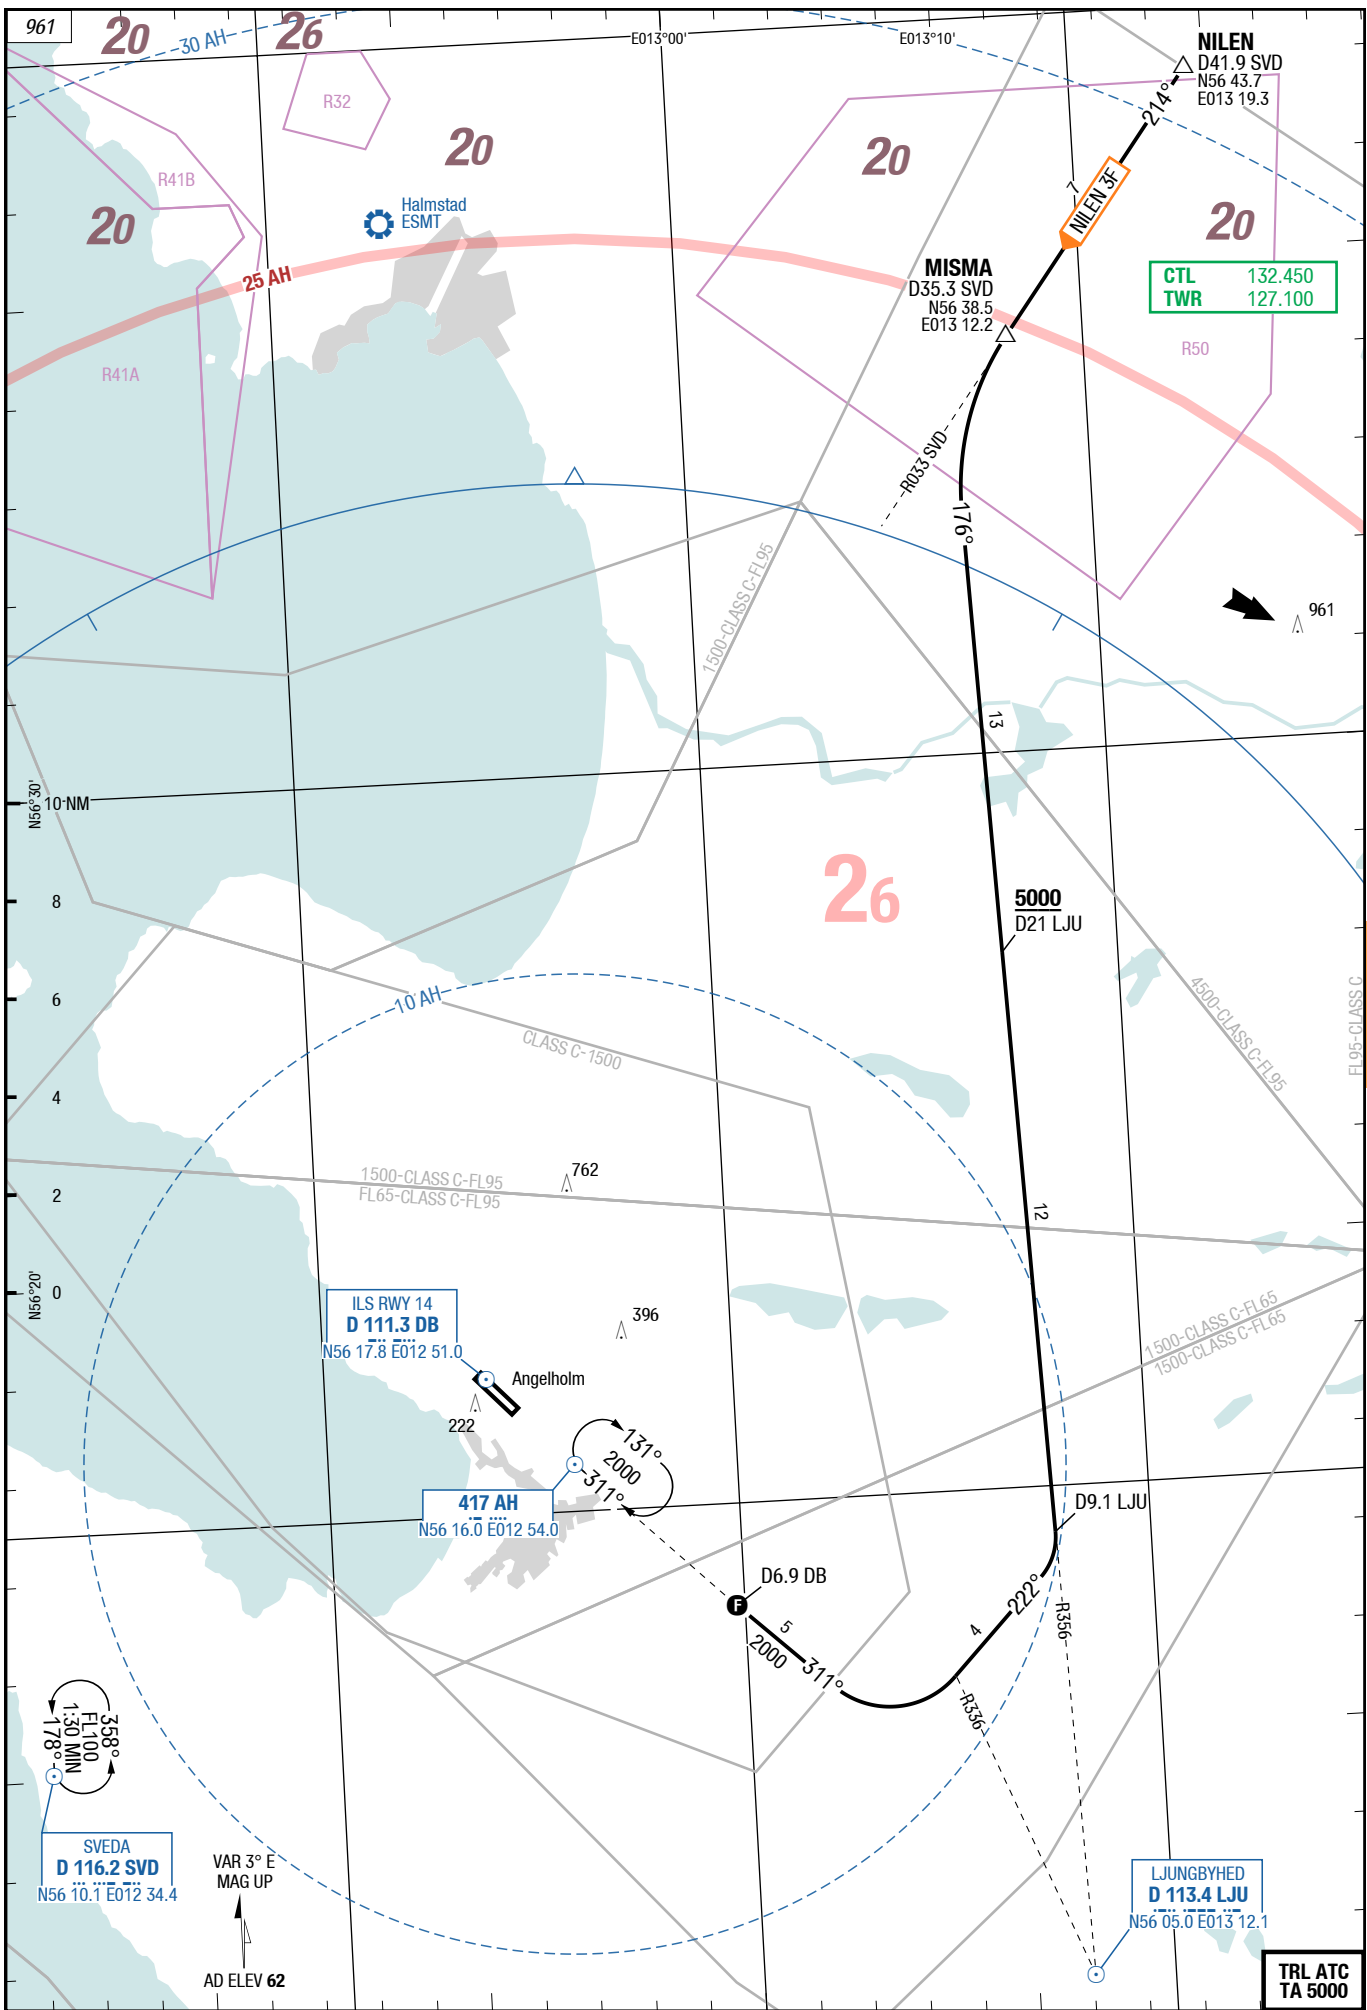 961
20
26
30 AH
E013°00'
E013°10'
NILEN
D41.9 SVD
N56 43.7
E013 19.3
214°
R32
20
20
R41B
7
NILEN 3F
20
20
Halmstad
ESMT
25 AH
MISMA
D35.3 SVD
N56 38.5
E013 12.2
CTL 132.450
TWR 127.100
R50
R41A
R033 SVD
176°
1500-CLASS C-FL95
961
13
N56°30'
10 NM
26
8
5000
D21 LJU
6
10 AH
4500-CLASS C-FL95
FL95-CLASS C
CLASS C-1500
4
762
1500-CLASS C-FL95
FL65-CLASS C-FL95
2
12
N56°20'
0
ILS RWY 14
D 111.3 DB
N56 17.8 E012 51.0
396
1500-CLASS C-FL65
1500-CLASS C-FL65
Angelholm
222
131°
2000
311°
417 AH
N56 16.0 E012 54.0
D9.1 LJU
D6.9 DB
F
222°
R356
5
2000
311°
4
R336
358°
FL100
1:30 MIN
178°
SVEDA
D 116.2 SVD
N56 10.1 E012 34.4
VAR 3° E
MAG UP
LJUNGBYHED
D 113.4 LJU
N56 05.0 E013 12.1
AD ELEV 62
TRL ATC
TA 5000